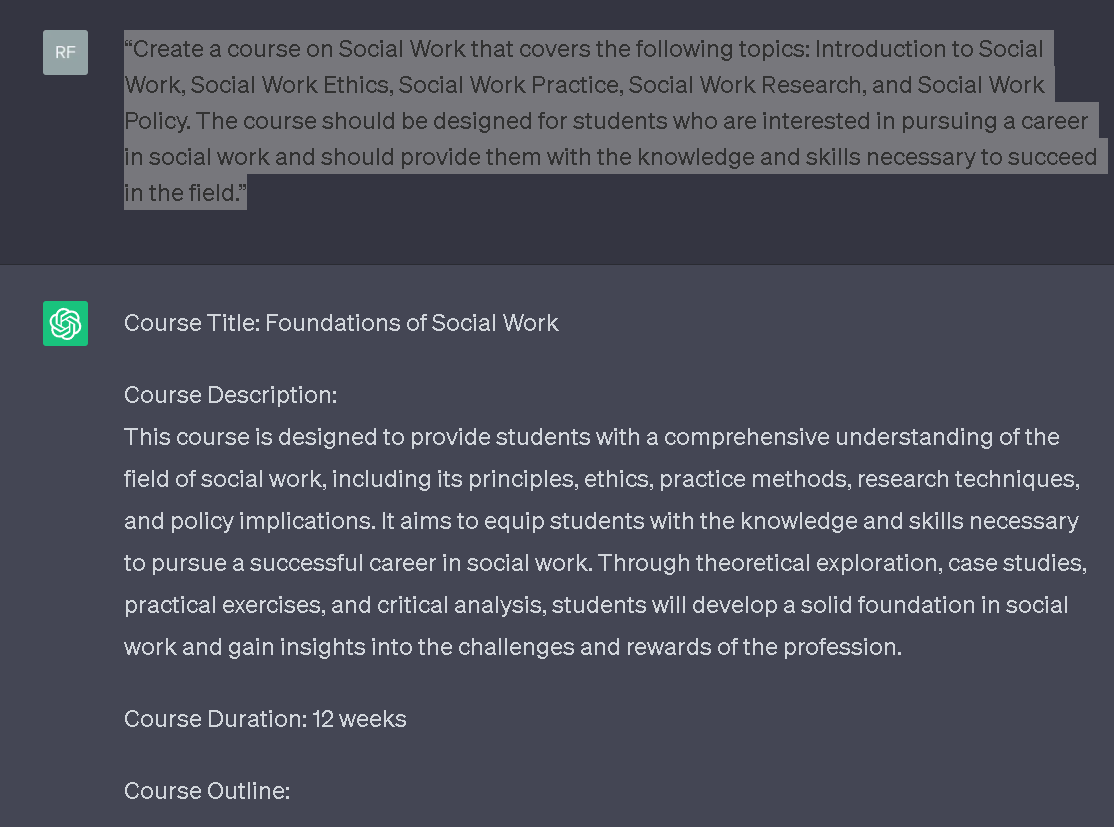 RF
“Create a course on Social Work that covers the following topics: Introduction to Social
Work, Social Work Ethics, Social Work Practice, Social Work Research, and Social Work
Policy. The course should be designed for students who are interested in pursuing a career
in social work and should provide them with the knowledge and skills necessary to succeed
in the field.”
Course Title: Foundations of Social Work
Course Description:
This course is designed to provide students with a comprehensive understanding of the
field of social work, including its principles, ethics, practice methods, research techniques,
and policy implications. It aims to equip students with the knowledge and skills necessary
to pursue a successful career in social work. Through theoretical exploration, case studies,
practical exercises, and critical analysis, students will develop a solid foundation in social
work and gain insights into the challenges and rewards of the profession.
Course Duration: 12 weeks
Course Outline: